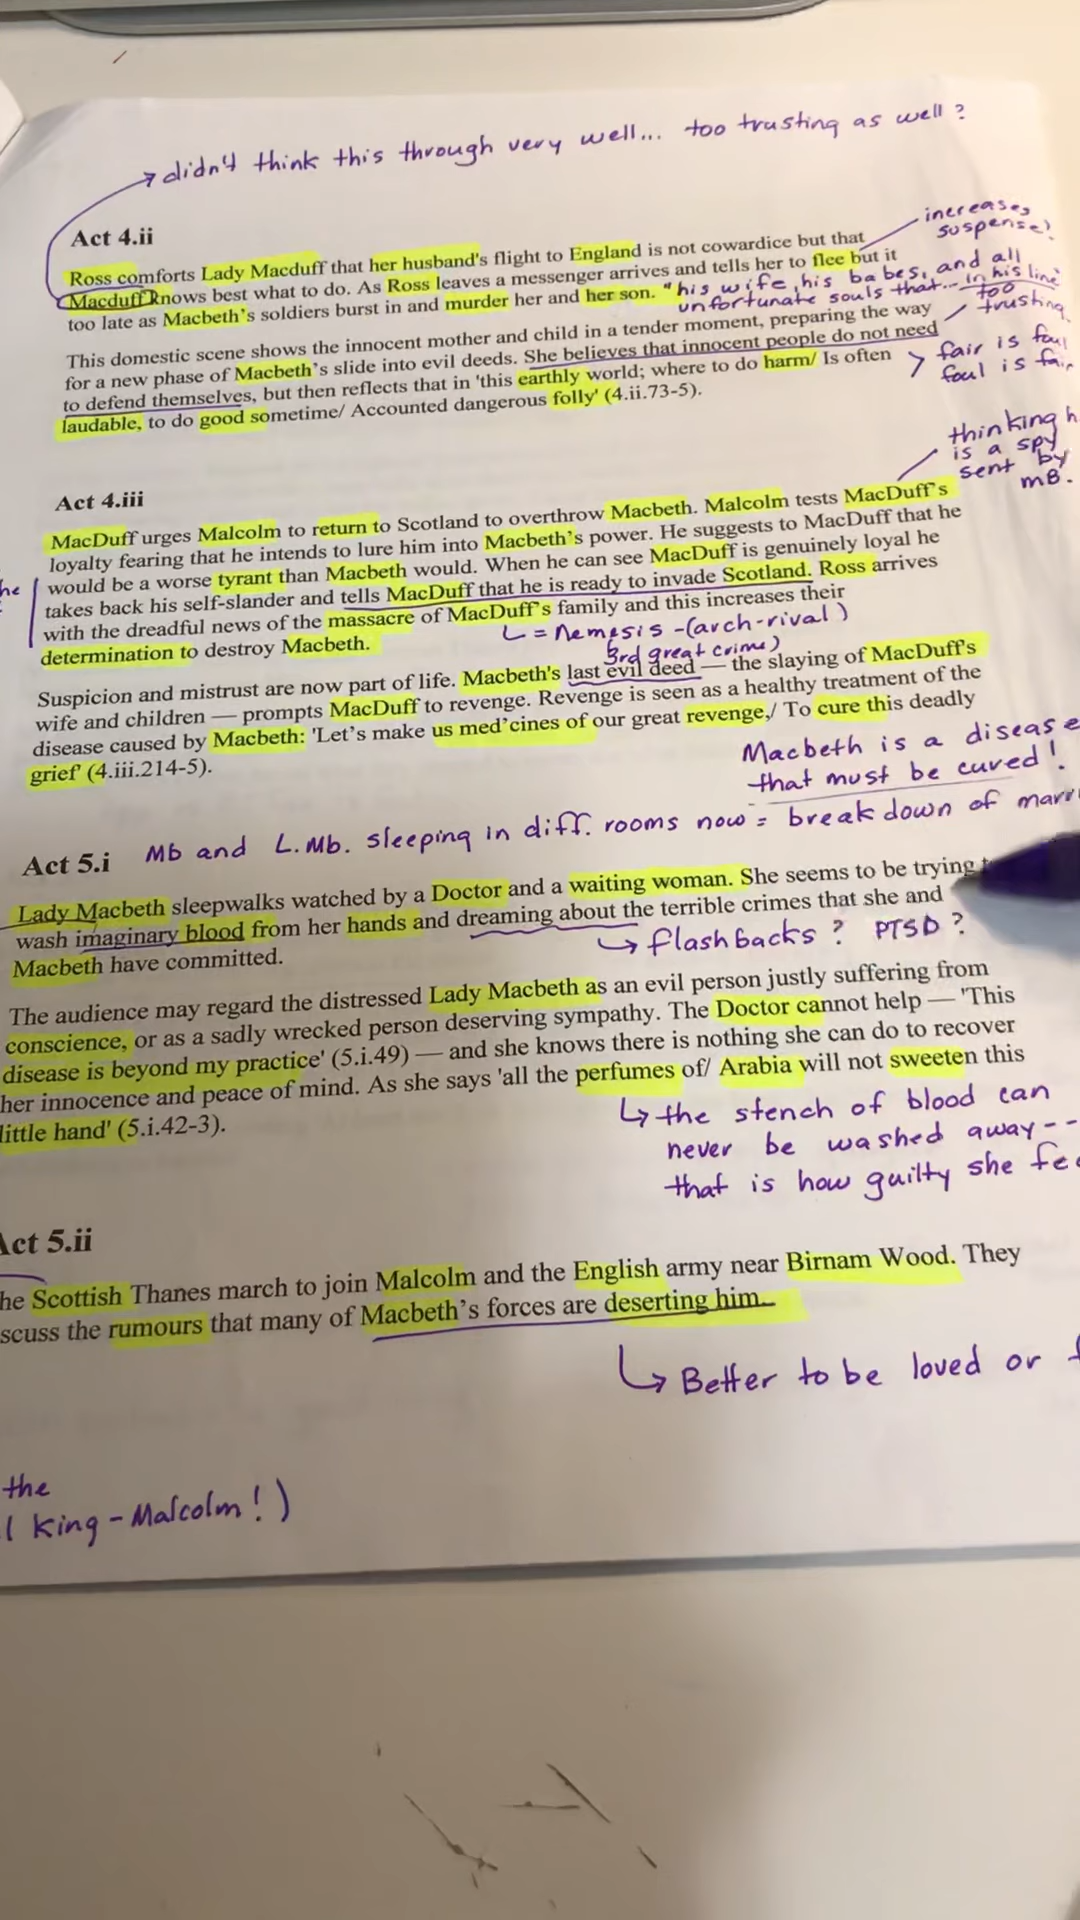 didn't think this through very well... too trusting as well?
Act 4.ii
increases
suspense!
Ross comforts Lady Macduff that her husband's flight to England is not cowardice but that
Macduff knows best what to do. As Ross leaves a messenger arrives and tells her to flee but it
too late as Macbeth's soldiers burst in and murder her and her son. "his wife, his babes, and all
unfortunate souls that... in his line"
too
trusting
This domestic scene shows the innocent mother and child in a tender moment, preparing the way
for a new phase of Macbeth's slide into evil deeds. She believes that innocent people do not need
to defend themselves, but then reflects that in 'this earthly world; where to do harm/ Is often
laudable, to do good sometime/ Accounted dangerous folly' (4.ii.73-5).
fair is foul
foul is fair
thinking h
is a spy
sent by
MB.
Act 4.iii
MacDuff urges Malcolm to return to Scotland to overthrow Macbeth. Malcolm tests MacDuff's
loyalty fearing that he intends to lure him into Macbeth's power. He suggests to MacDuff that he
would be a worse tyrant than Macbeth would. When he can see MacDuff is genuinely loyal he
takes back his self-slander and tells MacDuff that he is ready to invade Scotland. Ross arrives
with the dreadful news of the massacre of MacDuff's family and this increases their
determination to destroy Macbeth.
he
= nemesis - (arch-rival)
3rd great crime)
Suspicion and mistrust are now part of life. Macbeth's last evil deed — the slaying of MacDuff's
wife and children — prompts MacDuff to revenge. Revenge is seen as a healthy treatment of the
disease caused by Macbeth: 'Let's make us med'cines of our great revenge,/ To cure this deadly
grief' (4.iii.214-5).
Macbeth is a disease
that must be cured!
Act 5.i
Mb and L.Mb. sleeping in diff. rooms now = breakdown of marri
Lady Macbeth sleepwalks watched by a Doctor and a waiting woman. She seems to be trying
wash imaginary blood from her hands and dreaming about the terrible crimes that she and
Macbeth have committed.
flashbacks? PTSD?
The audience may regard the distressed Lady Macbeth as an evil person justly suffering from
conscience, or as a sadly wrecked person deserving sympathy. The Doctor cannot help — 'This
disease is beyond my practice' (5.i.49) — and she knows there is nothing she can do to recover
her innocence and peace of mind. As she says 'all the perfumes of/ Arabia will not sweeten this
little hand' (5.i.42-3).
the stench of blood can
never be washed away--
that is how guilty she fe
Act 5.ii
he Scottish Thanes march to join Malcolm and the English army near Birnam Wood. They
scuss the rumours that many of Macbeth's forces are deserting him.
Better to be loved or f
the
l king - Malcolm!)